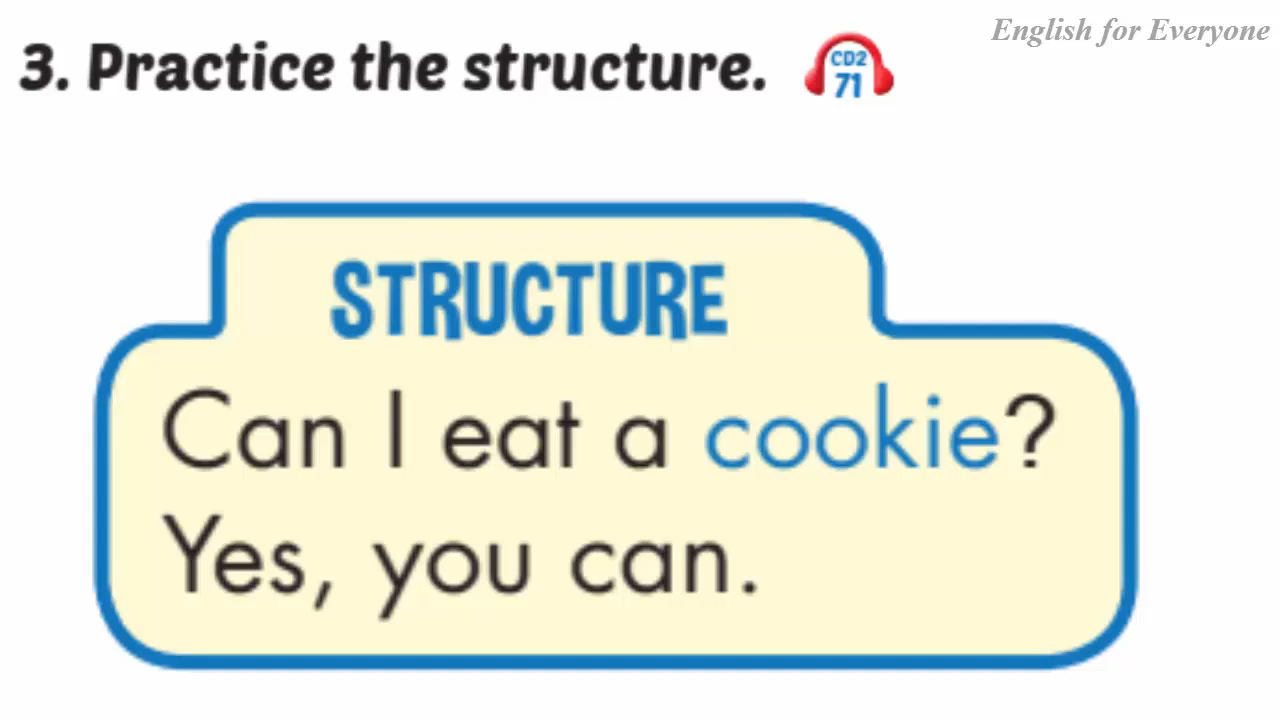 English for Everyone
3. Practice the structure.
CD2
71
STRUCTURE
Can I eat a cookie?
Yes, you can.